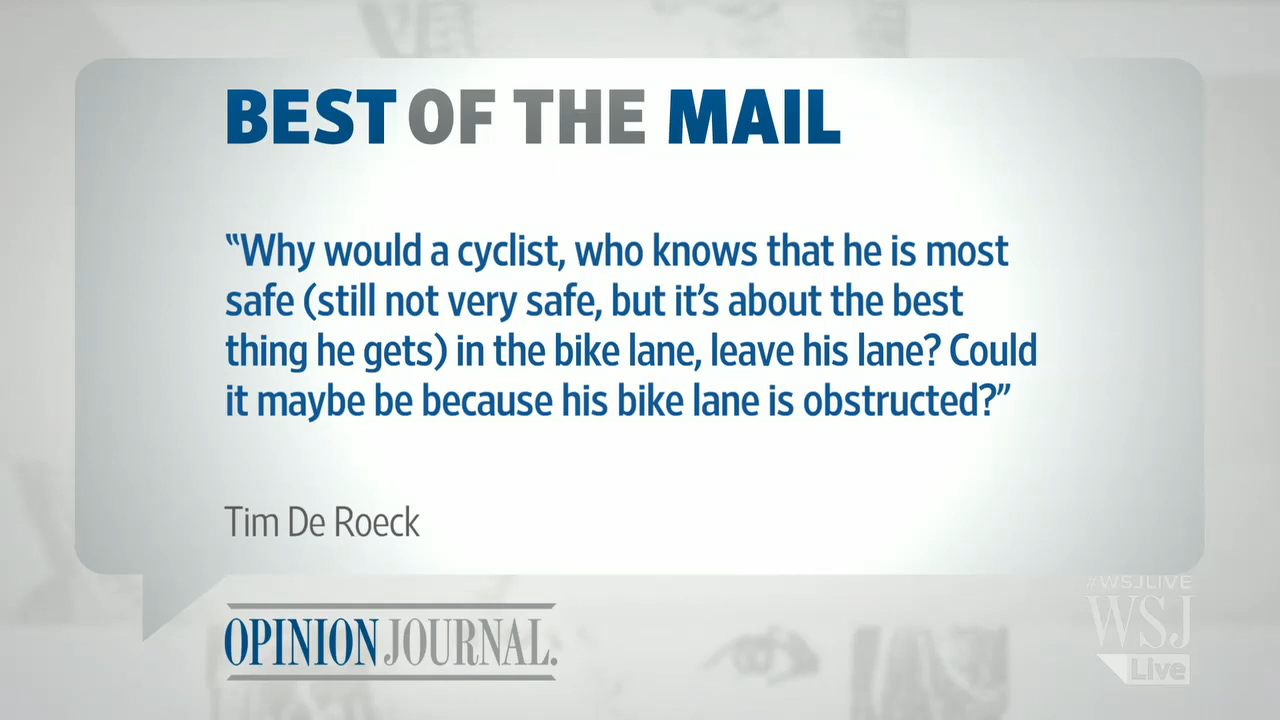 BEST OF THE MAIL
“Why would a cyclist, who knows that he is most
safe (still not very safe, but it’s about the best
thing he gets) in the bike lane, leave his lane? Could
it maybe be because his bike lane is obstructed?”
Tim De Roeck
OPINION JOURNAL.
#WSJLIVE
WSJ
Live